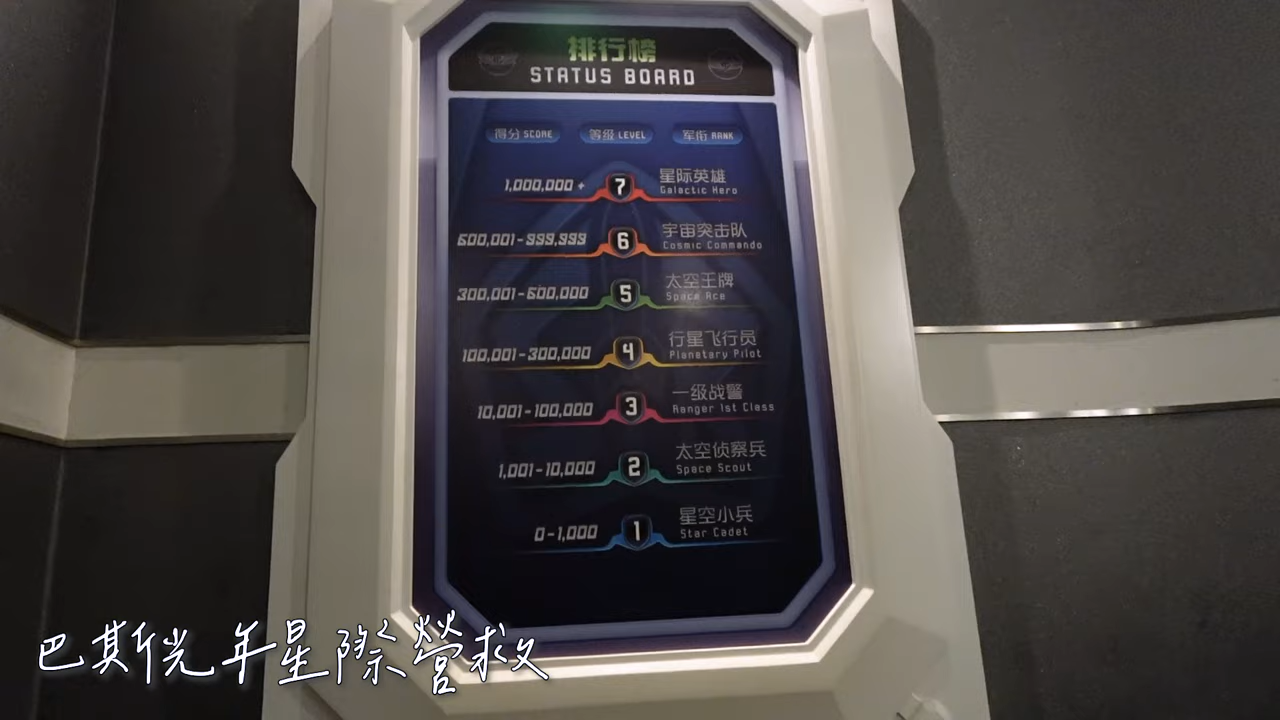 排行榜
STATUS BOARD
得分 SCORE 等级 LEVEL 军衔 RANK
1,000,000 + 7 星际英雄
Galactic Hero
600,001-999,999 6 宇宙突击队
Cosmic Commando
300,001-600,000 5 太空王牌
Space Ace
100,001-300,000 4 行星飞行员
Planetary Pilot
10,001-100,000 3 一级战警
Ranger 1st Class
1,001-10,000 2 太空侦察兵
Space Scout
0-1,000 1 星空小兵
Star Cadet
巴斯光年星際營救